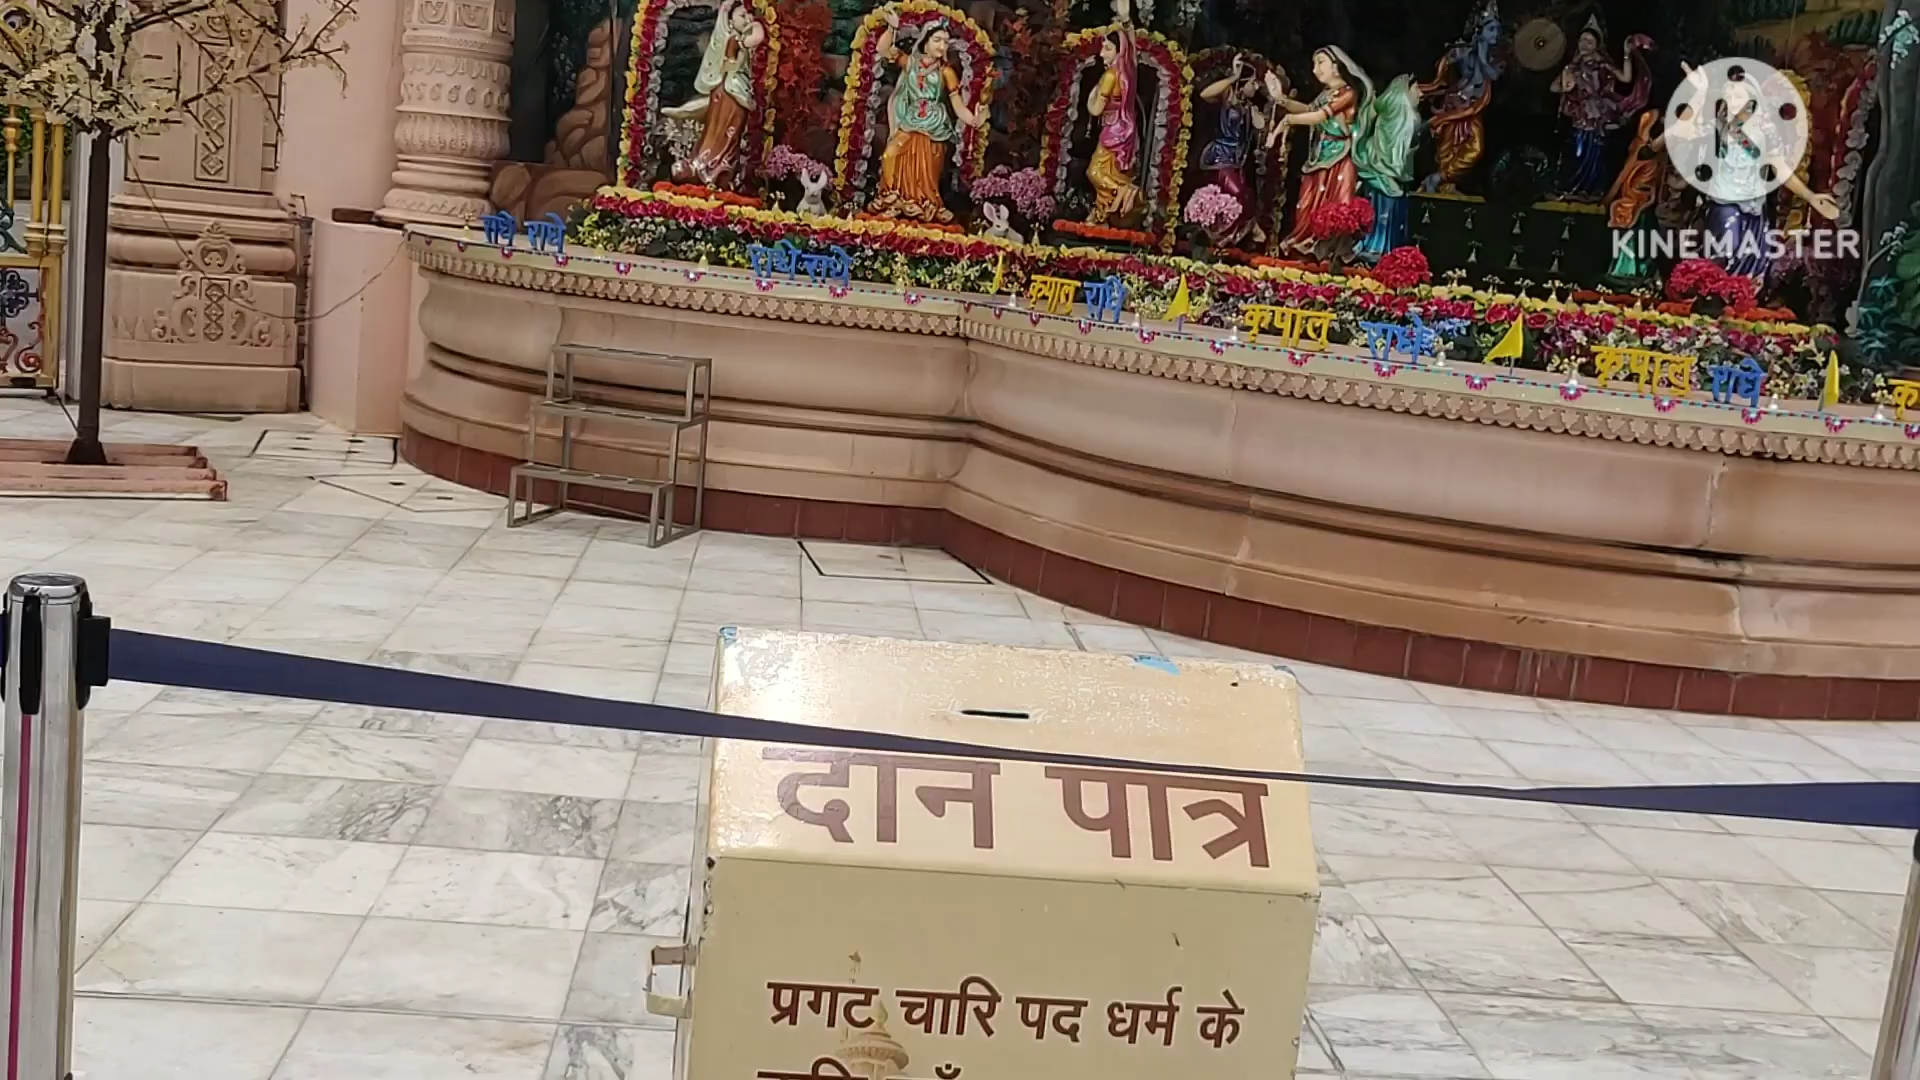 KINEMASTER
राधे राधे
राधे राधे
कृपालु राधे
कृपालु राधे
कृपालु राधे
दान पात्र
प्रगट चारि पद धर्म के